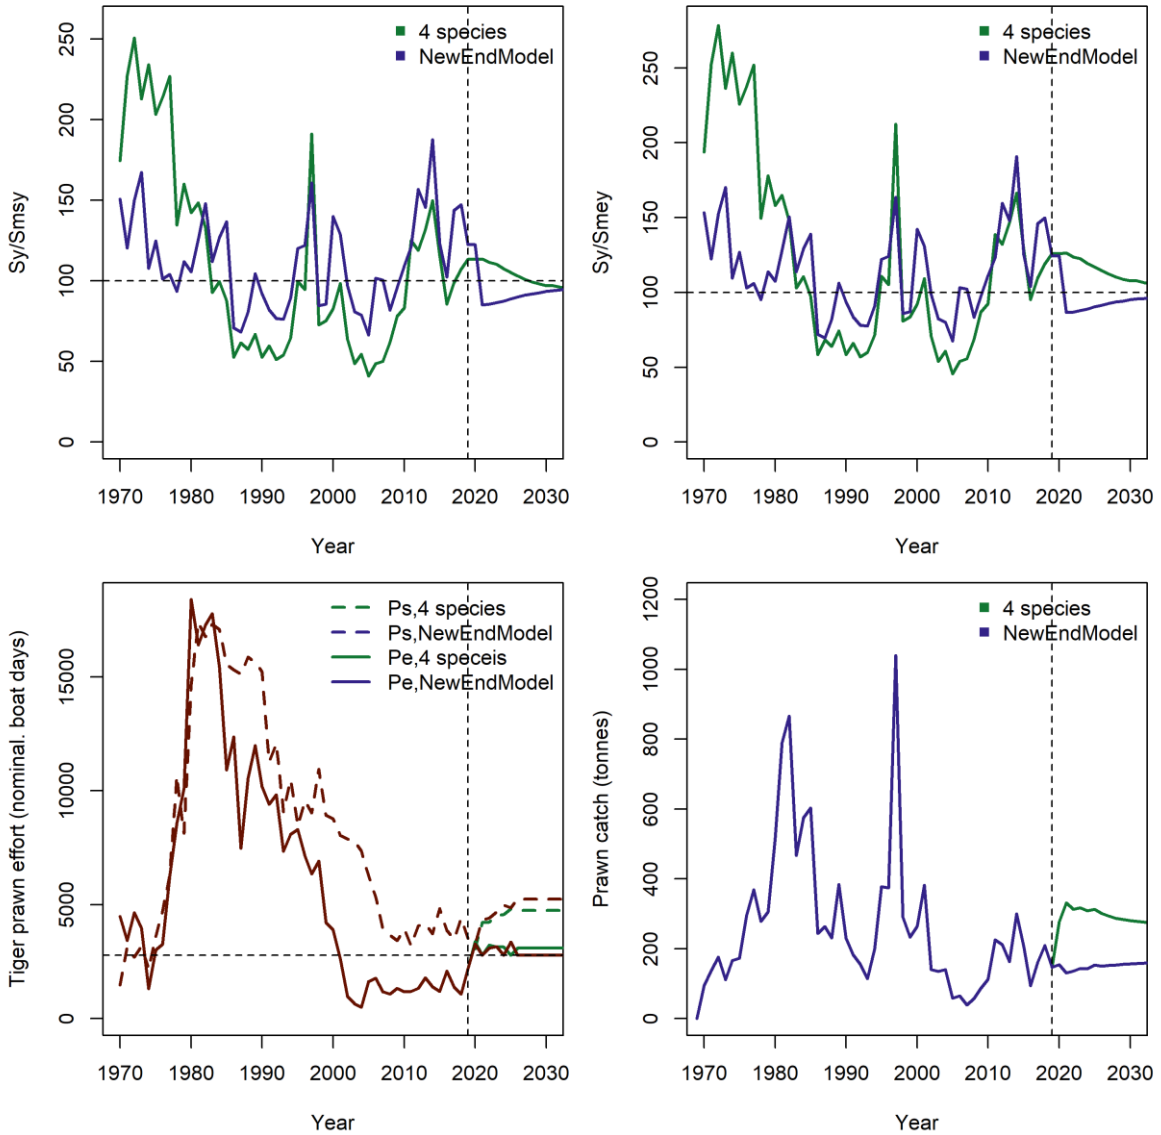 Sy/Smsy
250
200
150
100
50
0
4 species
NewEndModel
1970 1980 1990 2000 2010 2020 2030
Year
Sy/Smey
250
200
150
100
50
0
4 species
NewEndModel
1970 1980 1990 2000 2010 2020 2030
Year
Tiger prawn effort (nominal. boat days)
15000
10000
5000
0
Ps,4 species
Ps,NewEndModel
Pe,4 speceis
Pe,NewEndModel
1970 1980 1990 2000 2010 2020 2030
Year
Prawn catch (tonnes)
1200
1000
800
600
400
200
0
4 species
NewEndModel
1970 1980 1990 2000 2010 2020 2030
Year